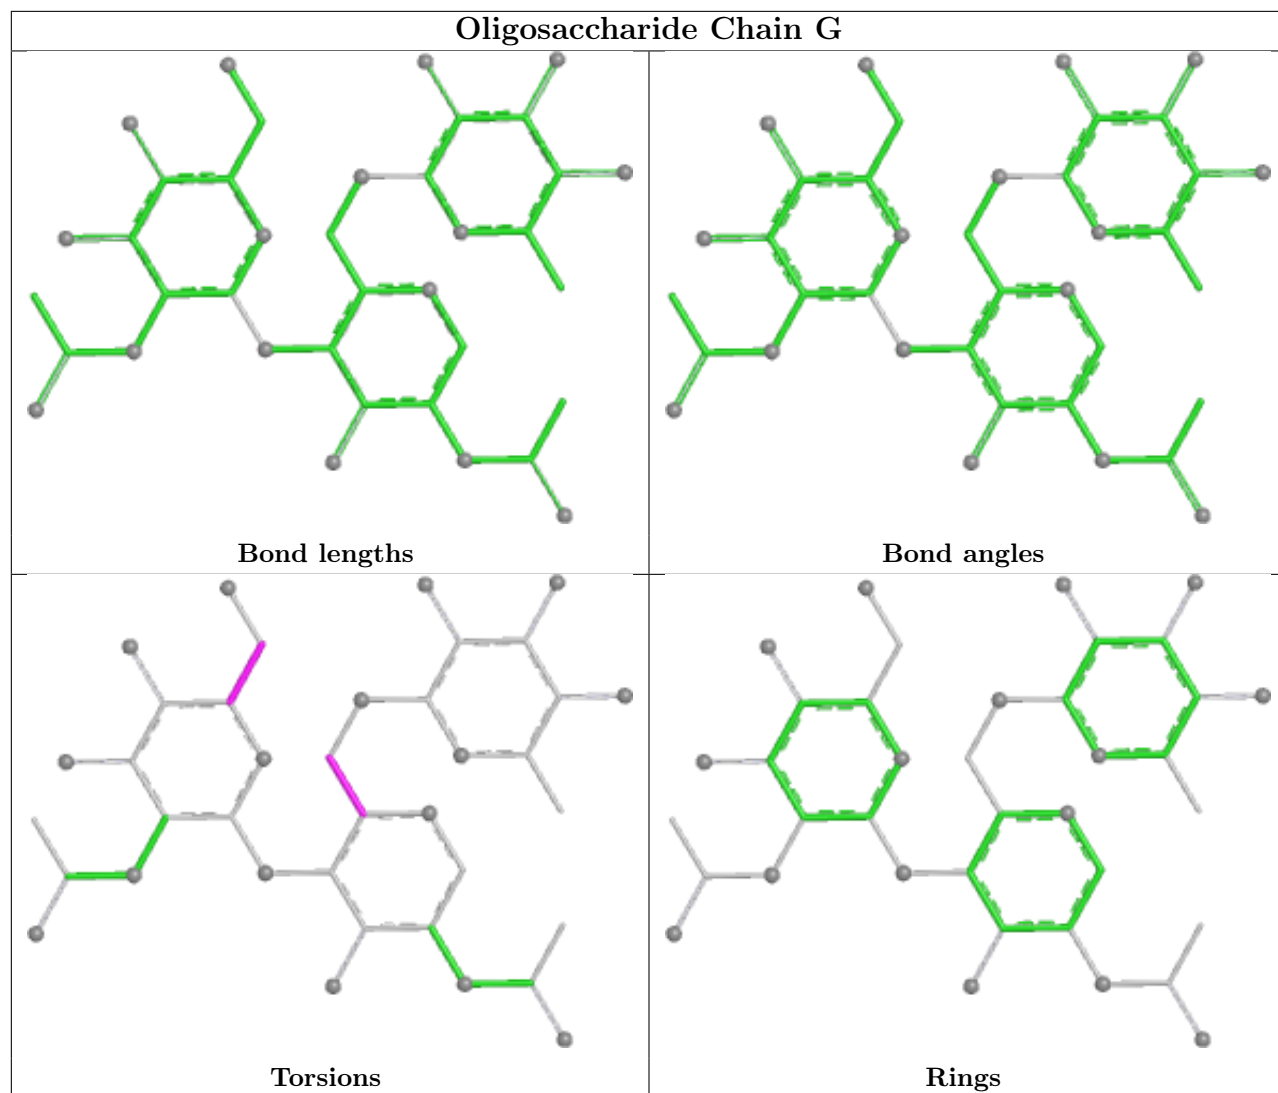 Oligosaccharide Chain G
Bond lengths
Bond angles
Torsions
Rings